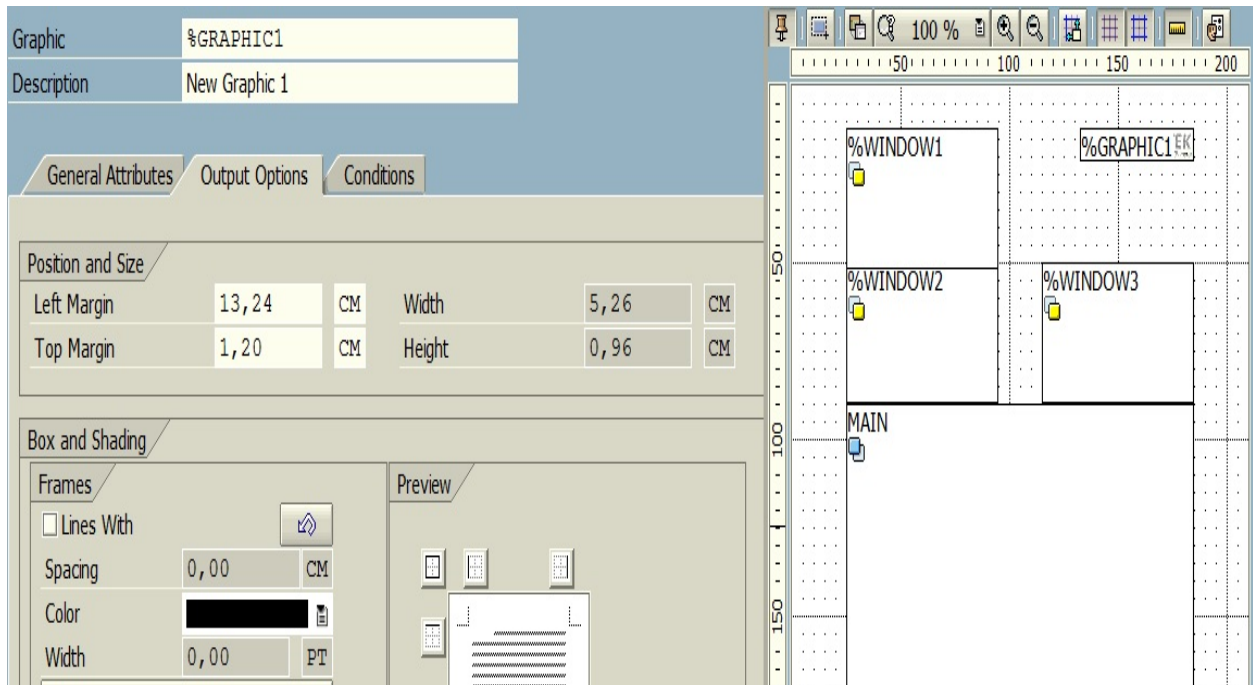 Graphic %GRAPHIC1
Description New Graphic 1
General Attributes Output Options Conditions
Position and Size
Left Margin 13,24 CM Width 5,26 CM
Top Margin 1,20 CM Height 0,96 CM
Box and Shading
Frames
Lines With
Spacing 0,00 CM
Color
Width 0,00 PT
Preview
100 %
50 100 150 200
50
100
150
%WINDOW1
%GRAPHIC1
%WINDOW2
%WINDOW3
MAIN